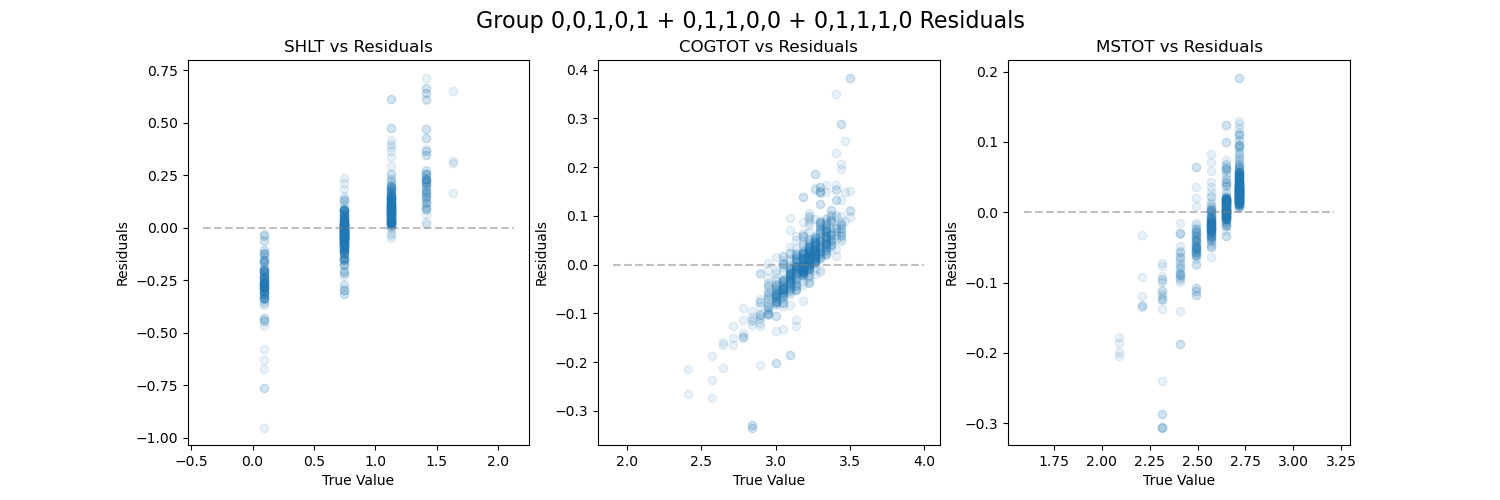 Group 0,0,1,0,1 + 0,1,1,0,0 + 0,1,1,1,0 Residuals
SHLT vs Residuals
0.75
0.50
0.25
0.00
−0.25
−0.50
−0.75
−1.00
Residuals
−0.5 0.0 0.5 1.0 1.5 2.0
True Value
COGTOT vs Residuals
0.4
0.3
0.2
0.1
0.0
−0.1
−0.2
−0.3
Residuals
2.0 2.5 3.0 3.5 4.0
True Value
MSTOT vs Residuals
0.2
0.1
0.0
−0.1
−0.2
−0.3
Residuals
1.75 2.00 2.25 2.50 2.75 3.00 3.25
True Value